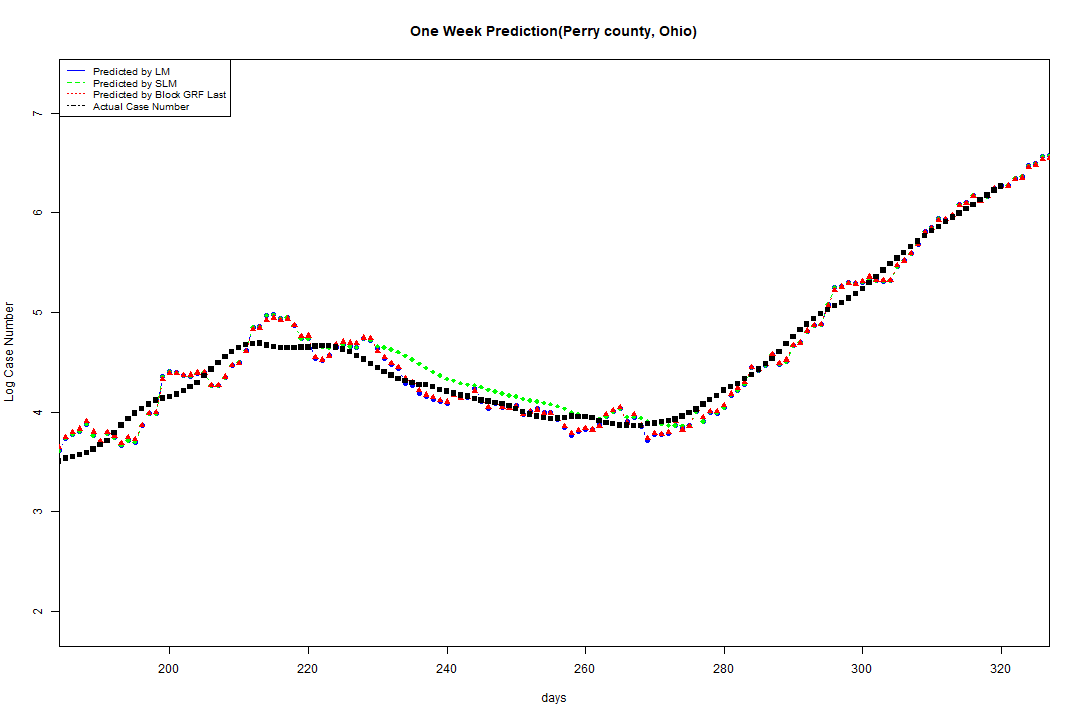 One Week Prediction(Perry county, Ohio)
Predicted by LM
Predicted by SLM
Predicted by Block GRF Last
Actual Case Number
7
6
5
4
3
2
Log Case Number
200 220 240 260 280 300 320
days